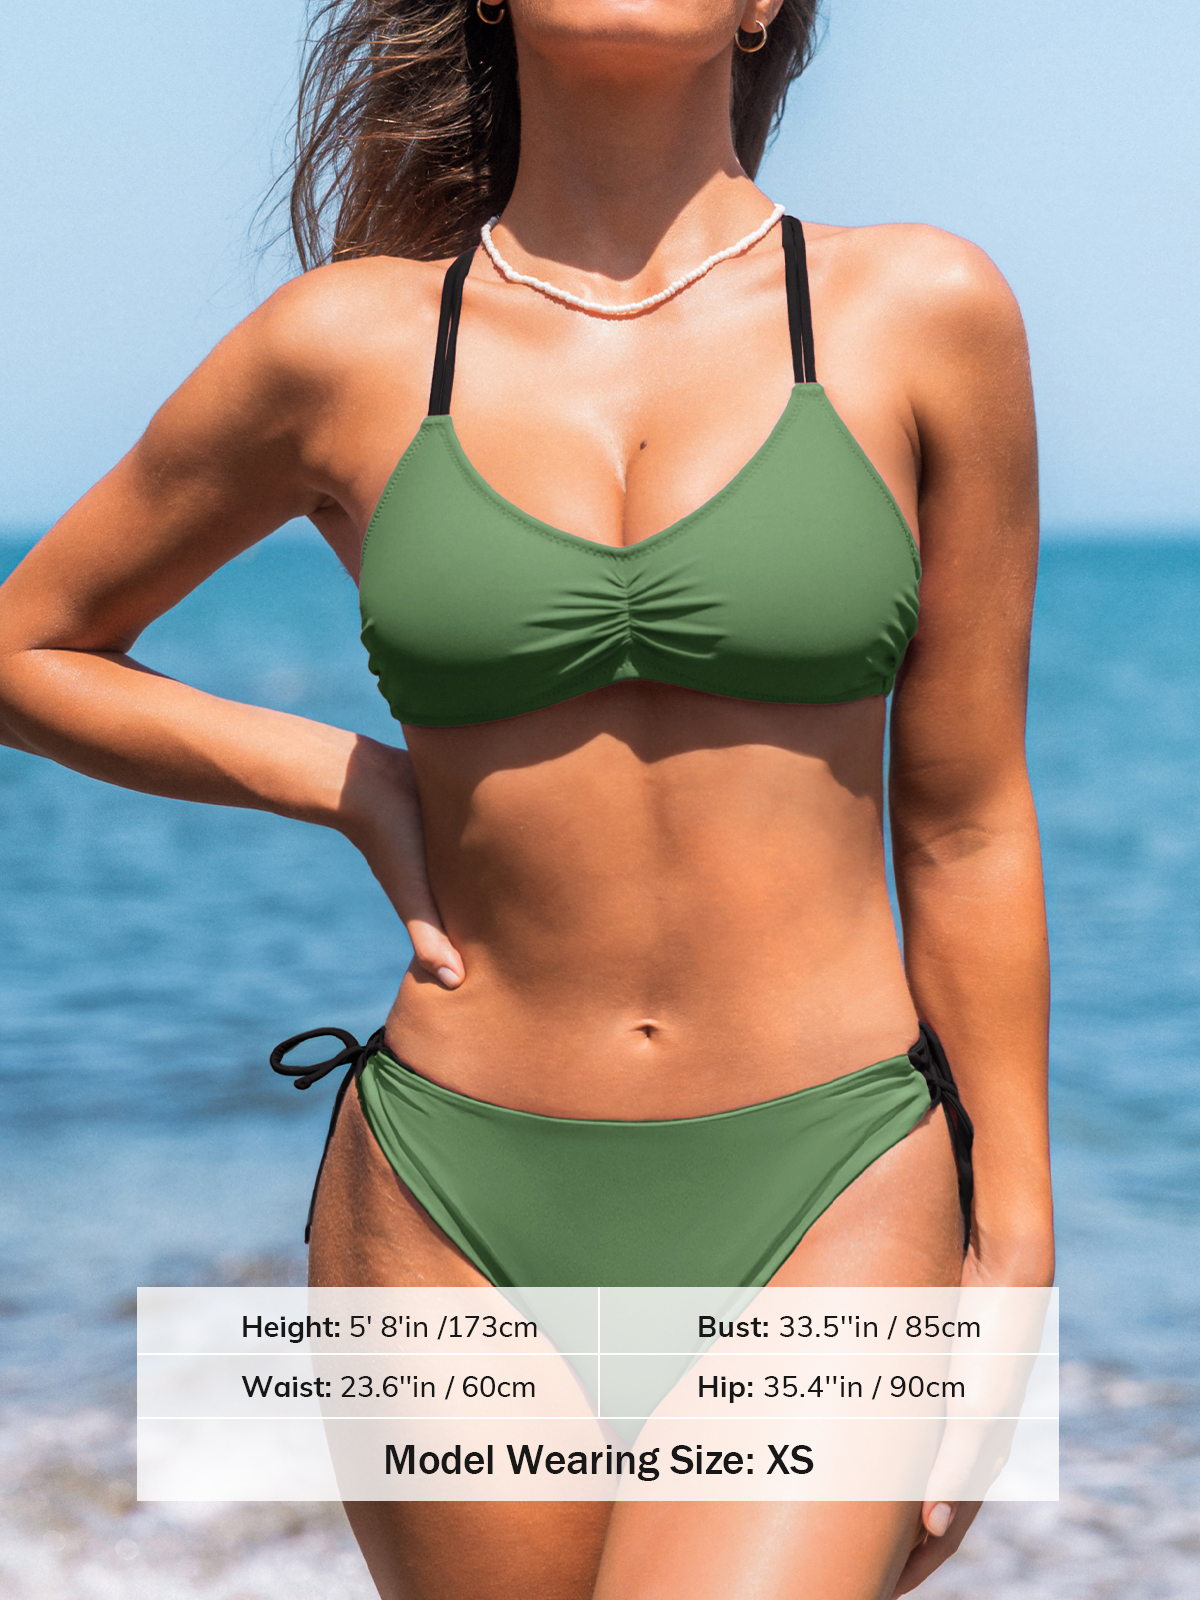 Height: 5' 8'in /173cm
Bust: 33.5''in / 85cm
Waist: 23.6''in / 60cm
Hip: 35.4''in / 90cm
Model Wearing Size: XS